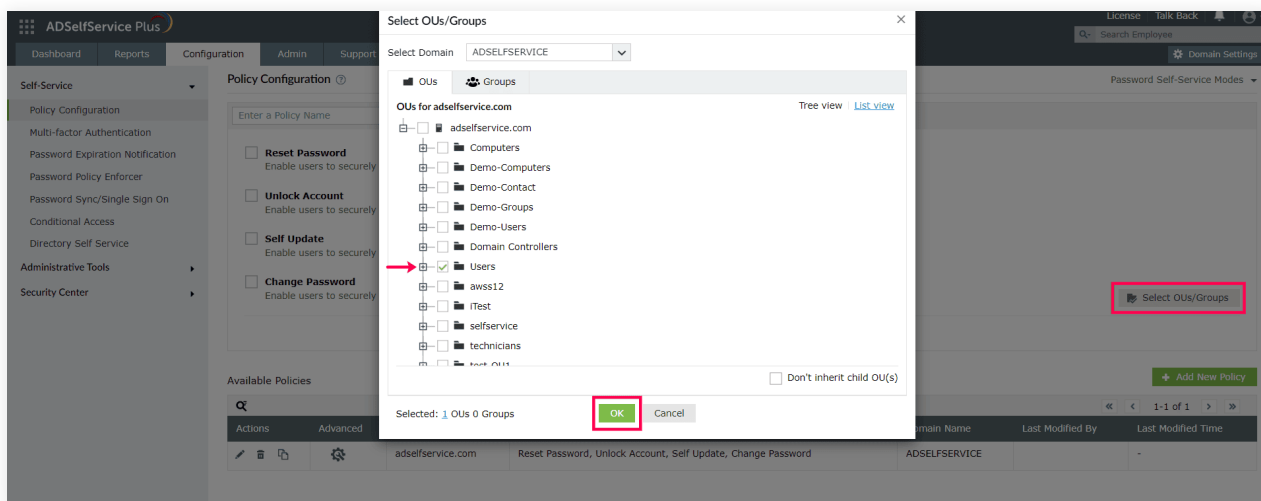 ADSelfService Plus
License Talk Back
Search Employee
Dashboard Reports Configuration Admin Support
Domain Settings
Self-Service
Policy Configuration
Multi-factor Authentication
Password Expiration Notification
Password Policy Enforcer
Password Sync/Single Sign On
Conditional Access
Directory Self Service
Administrative Tools
Security Center
Policy Configuration
Password Self-Service Modes
Enter a Policy Name
Reset Password
Enable users to securely
Unlock Account
Enable users to securely
Self Update
Enable users to securely
Change Password
Enable users to securely
Select OUs/Groups
Select OUs/Groups
Select Domain ADSELFSERVICE
OUs Groups
OUs for adselfservice.com
Tree view List view
adselfservice.com
Computers
Demo-Computers
Demo-Contact
Demo-Groups
Demo-Users
Domain Controllers
Users
awss12
iTest
selfservice
technicians
test OU1
Don't inherit child OU(s)
Selected: 1 OUs 0 Groups
OK Cancel
Available Policies
+ Add New Policy
1-1 of 1
Actions Advanced
omain Name Last Modified By Last Modified Time
adselfservice.com Reset Password, Unlock Account, Self Update, Change Password ADSELFSERVICE -